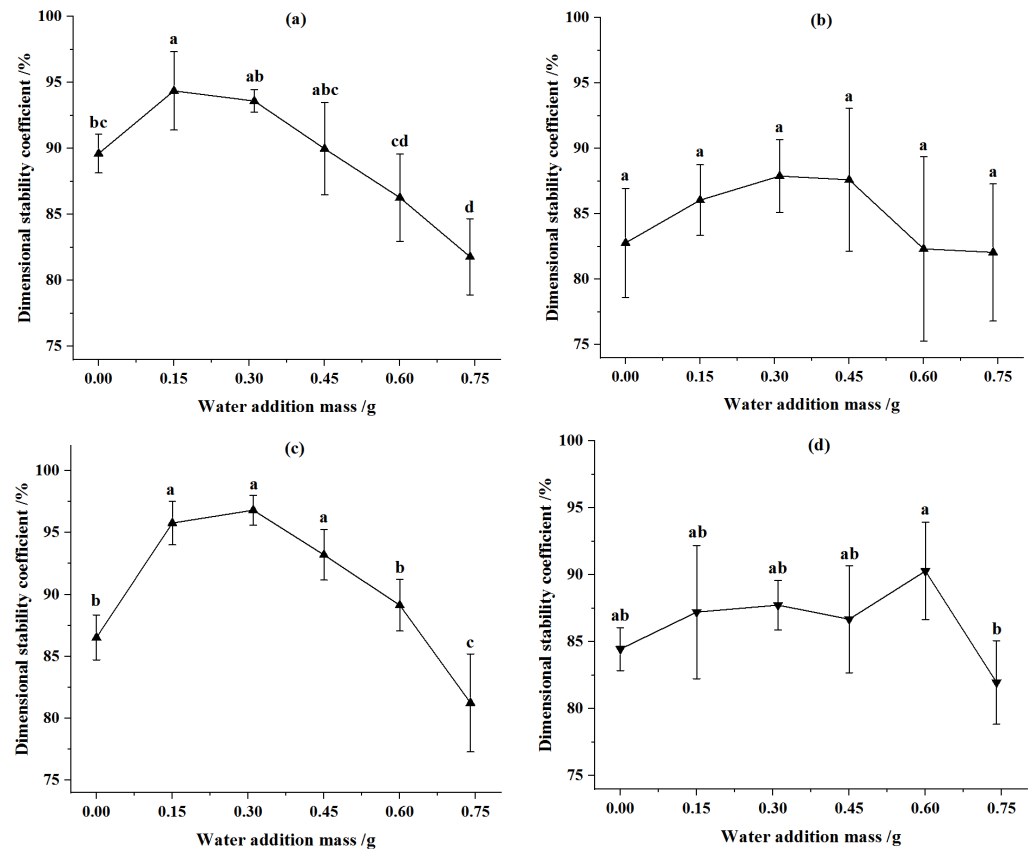 (a)
Dimensional stability coefficient /%
100
95
90
85
80
75
bc
a
ab
abc
cd
d
0.00 0.15 0.30 0.45 0.60 0.75
Water addition mass /g
(b)
Dimensional stability coefficient /%
100
95
90
85
80
75
a
a
a
a
a
a
0.00 0.15 0.30 0.45 0.60 0.75
Water addition mass /g
(c)
Dimensional stability coefficient /%
100
95
90
85
80
75
b
a
a
a
b
c
0.00 0.15 0.30 0.45 0.60 0.75
Water addition mass /g
(d)
Dimensional stability coefficient /%
100
95
90
85
80
75
ab
ab
ab
ab
a
b
0.00 0.15 0.30 0.45 0.60 0.75
Water addition mass /g